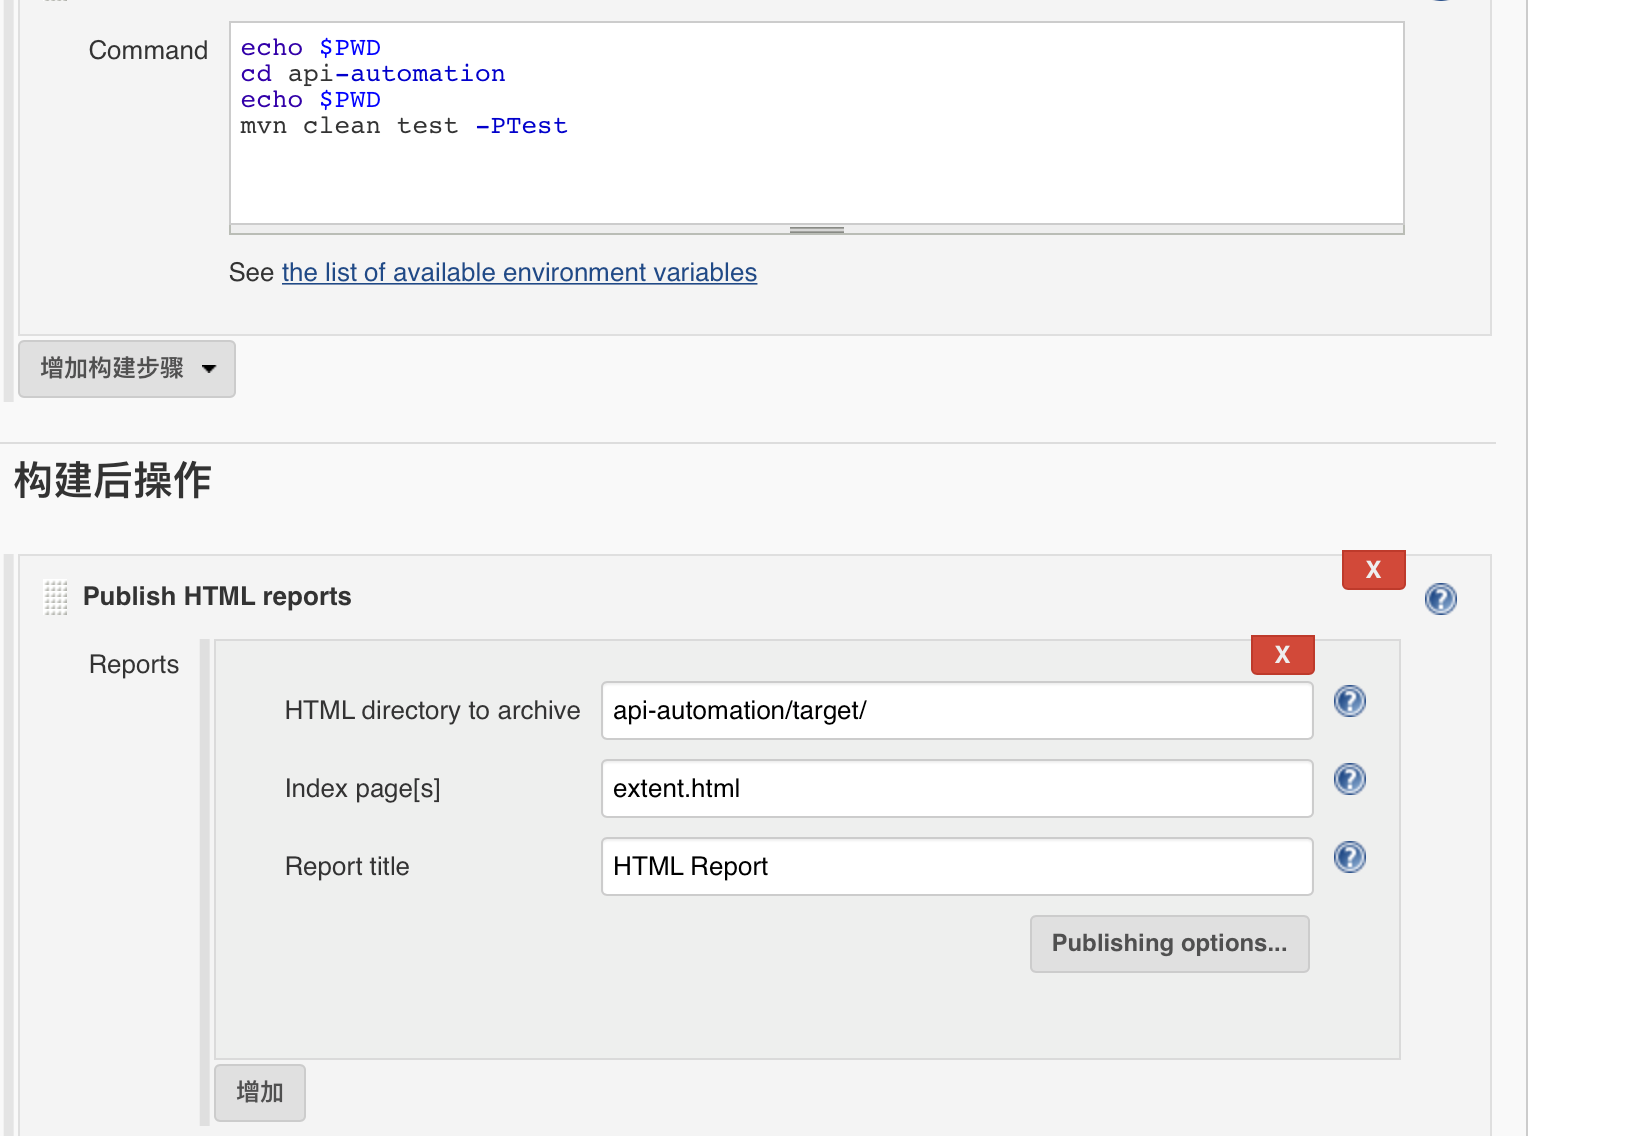 Command
echo $PWD
cd api-automation
echo $PWD
mvn clean test -PTest
See the list of available environment variables
增加构建步骤
构建后操作
X
Publish HTML reports
?
Reports
X
HTML directory to archive api-automation/target/ ?
Index page[s] extent.html ?
Report title HTML Report ?
Publishing options...
增加